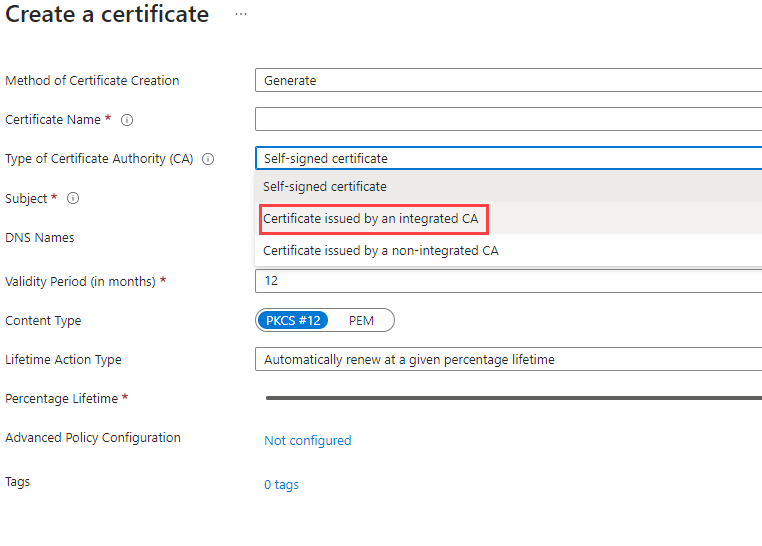 Create a certificate ...
Method of Certificate Creation
Generate
Certificate Name *
Type of Certificate Authority (CA)
Self-signed certificate
Self-signed certificate
Certificate issued by an integrated CA
Certificate issued by a non-integrated CA
Subject *
DNS Names
Validity Period (in months) *
12
Content Type
PKCS #12 PEM
Lifetime Action Type
Automatically renew at a given percentage lifetime
Percentage Lifetime *
Advanced Policy Configuration
Not configured
Tags
0 tags